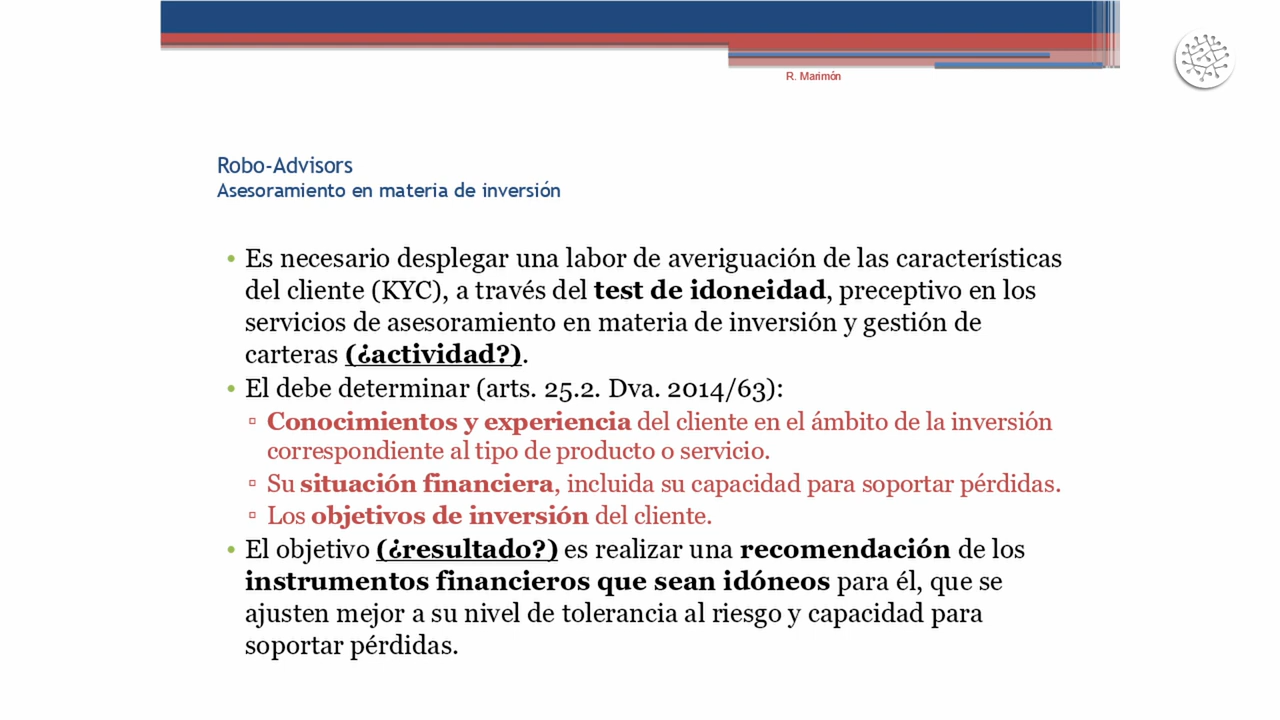 R. Marimón
Robo-Advisors
Asesoramiento en materia de inversión
• Es necesario desplegar una labor de averiguación de las características
del cliente (KYC), a través del test de idoneidad, preceptivo en los
servicios de asesoramiento en materia de inversión y gestión de
carteras (¿actividad?).
• El debe determinar (arts. 25.2. Dva. 2014/63):
▫ Conocimientos y experiencia del cliente en el ámbito de la inversión
correspondiente al tipo de producto o servicio.
▫ Su situación financiera, incluida su capacidad para soportar pérdidas.
▫ Los objetivos de inversión del cliente.
• El objetivo (¿resultado?) es realizar una recomendación de los
instrumentos financieros que sean idóneos para él, que se
ajusten mejor a su nivel de tolerancia al riesgo y capacidad para
soportar pérdidas.